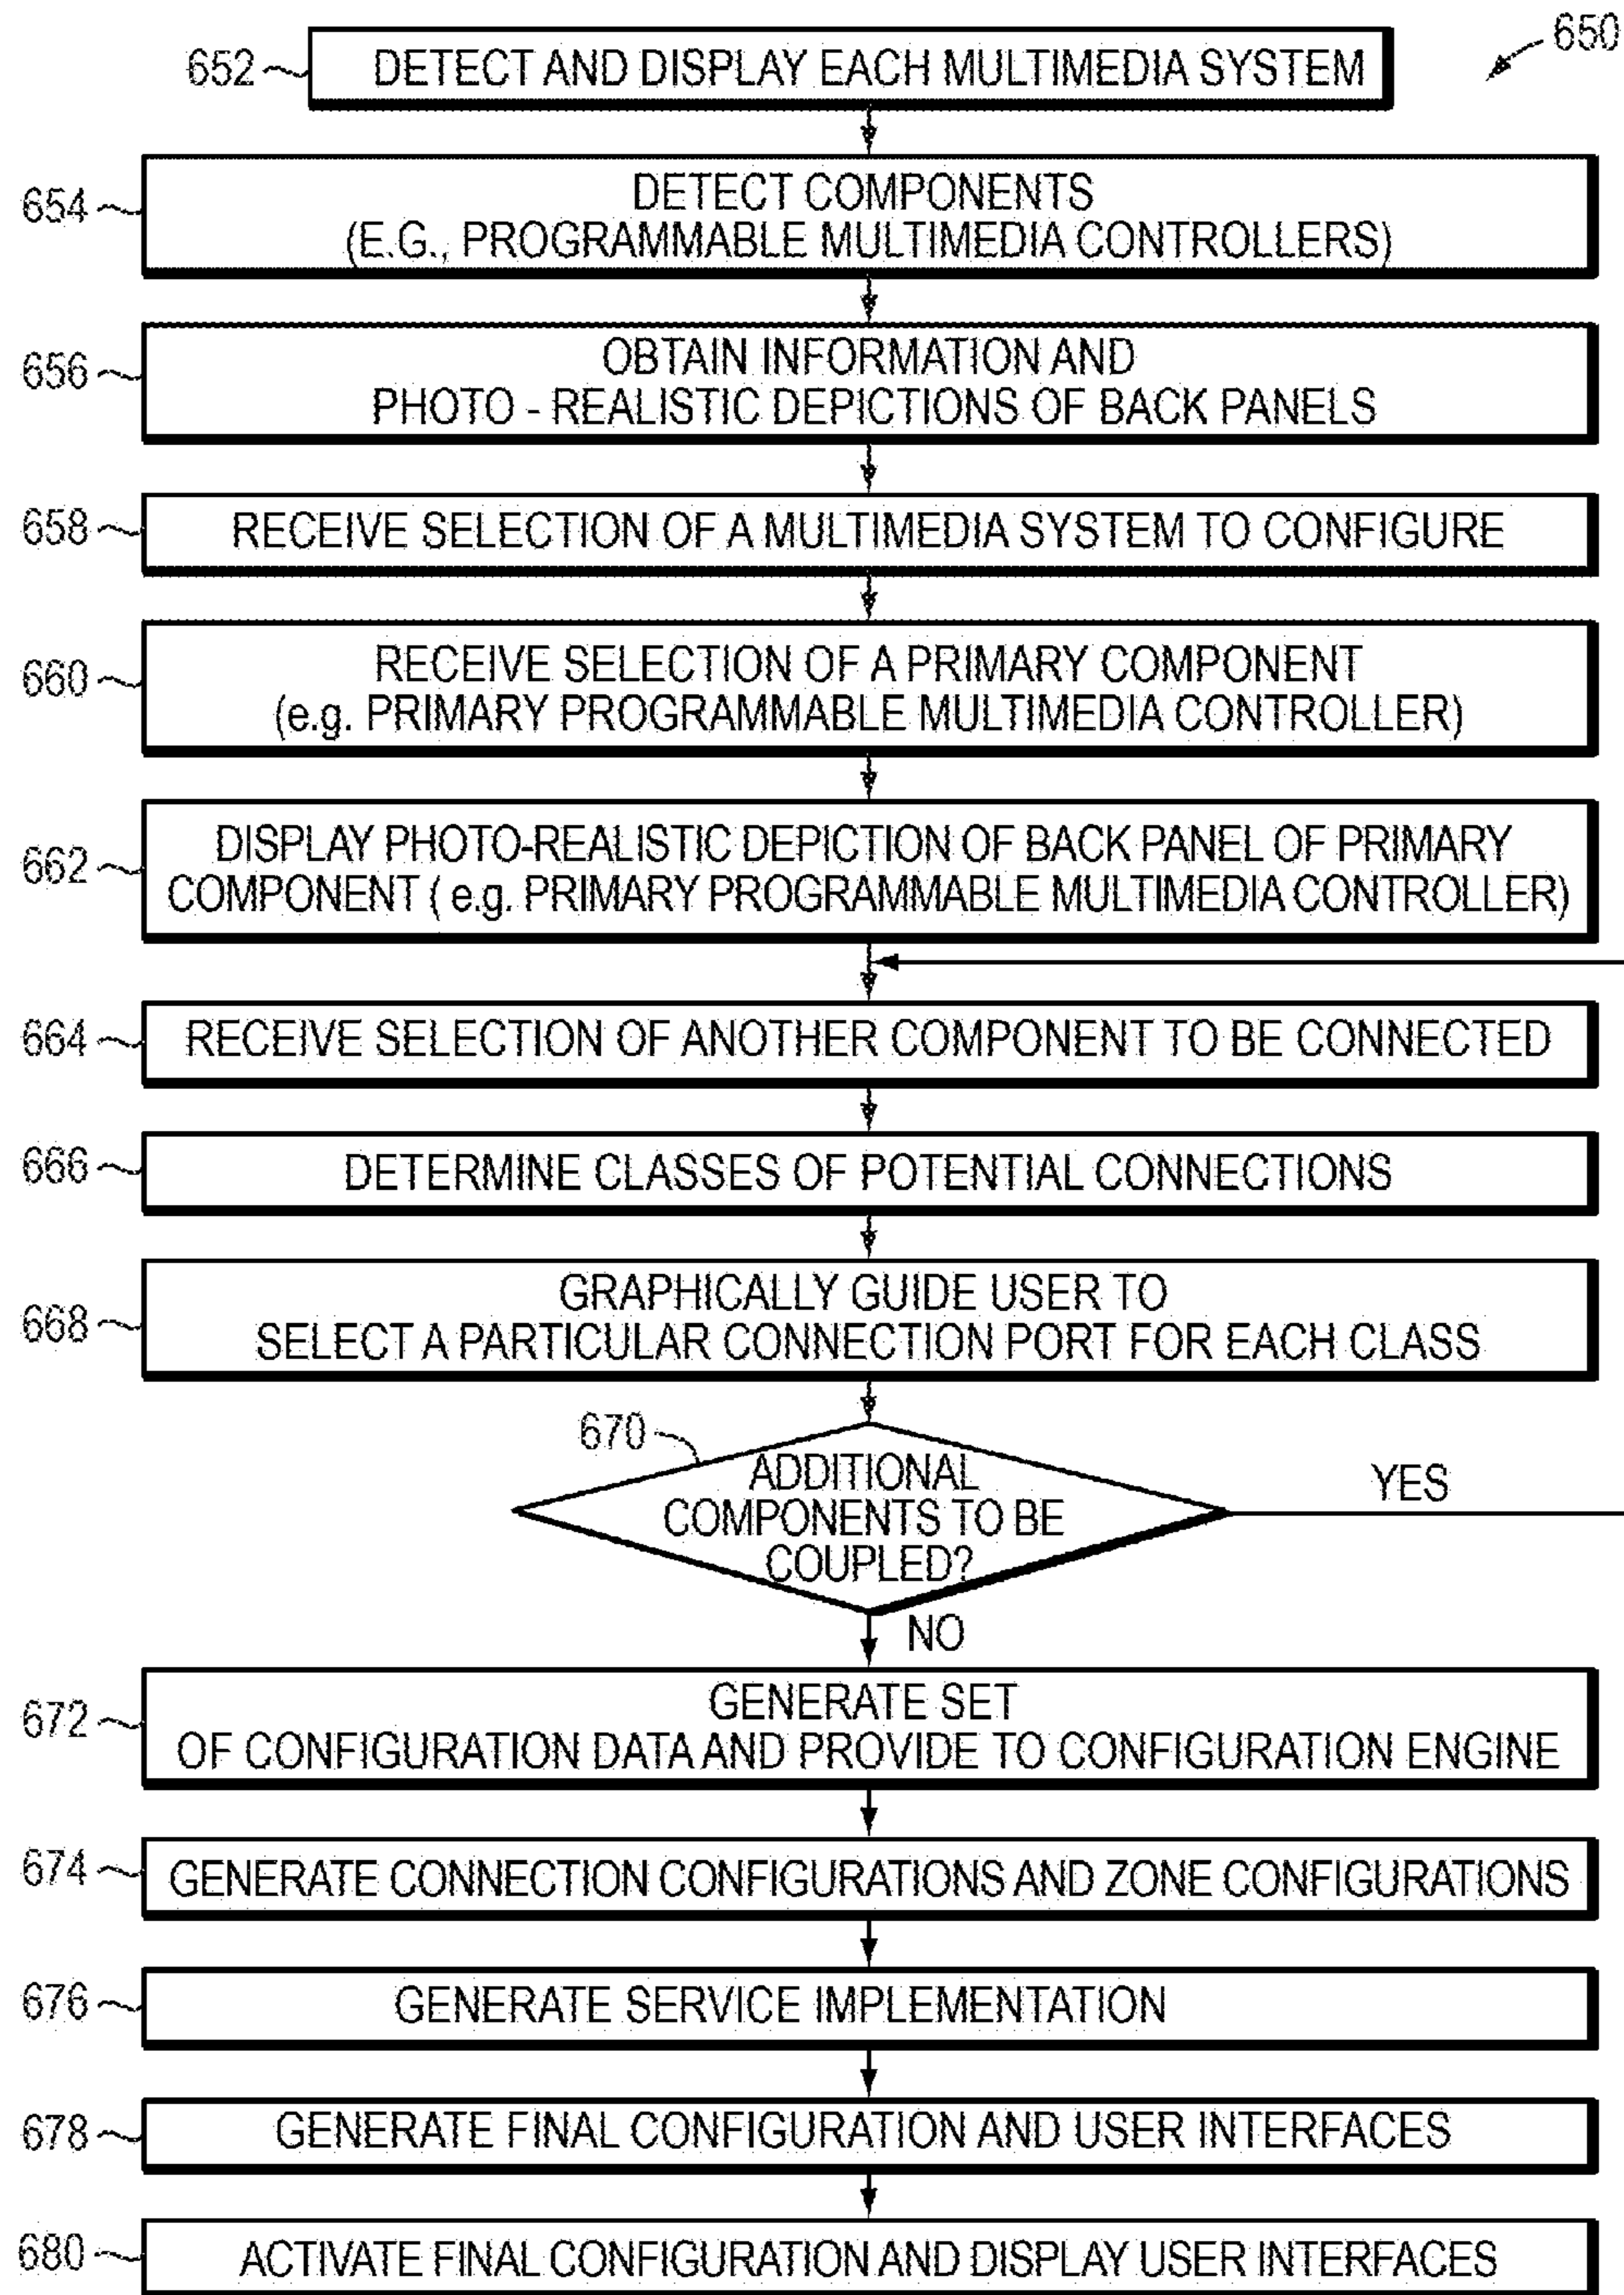 650
652 DETECT AND DISPLAY EACH MULTIMEDIA SYSTEM
654 DETECT COMPONENTS
(E.G., PROGRAMMABLE MULTIMEDIA CONTROLLERS)
656 OBTAIN INFORMATION AND
PHOTO - REALISTIC DEPICTIONS OF BACK PANELS
658 RECEIVE SELECTION OF A MULTIMEDIA SYSTEM TO CONFIGURE
660 RECEIVE SELECTION OF A PRIMARY COMPONENT
(e.g. PRIMARY PROGRAMMABLE MULTIMEDIA CONTROLLER)
662 DISPLAY PHOTO-REALISTIC DEPICTION OF BACK PANEL OF PRIMARY
COMPONENT ( e.g. PRIMARY PROGRAMMABLE MULTIMEDIA CONTROLLER)
664 RECEIVE SELECTION OF ANOTHER COMPONENT TO BE CONNECTED
666 DETERMINE CLASSES OF POTENTIAL CONNECTIONS
668 GRAPHICALLY GUIDE USER TO
SELECT A PARTICULAR CONNECTION PORT FOR EACH CLASS
670 ADDITIONAL
COMPONENTS TO BE
COUPLED?
YES
NO
672 GENERATE SET
OF CONFIGURATION DATA AND PROVIDE TO CONFIGURATION ENGINE
674 GENERATE CONNECTION CONFIGURATIONS AND ZONE CONFIGURATIONS
676 GENERATE SERVICE IMPLEMENTATION
678 GENERATE FINAL CONFIGURATION AND USER INTERFACES
680 ACTIVATE FINAL CONFIGURATION AND DISPLAY USER INTERFACES